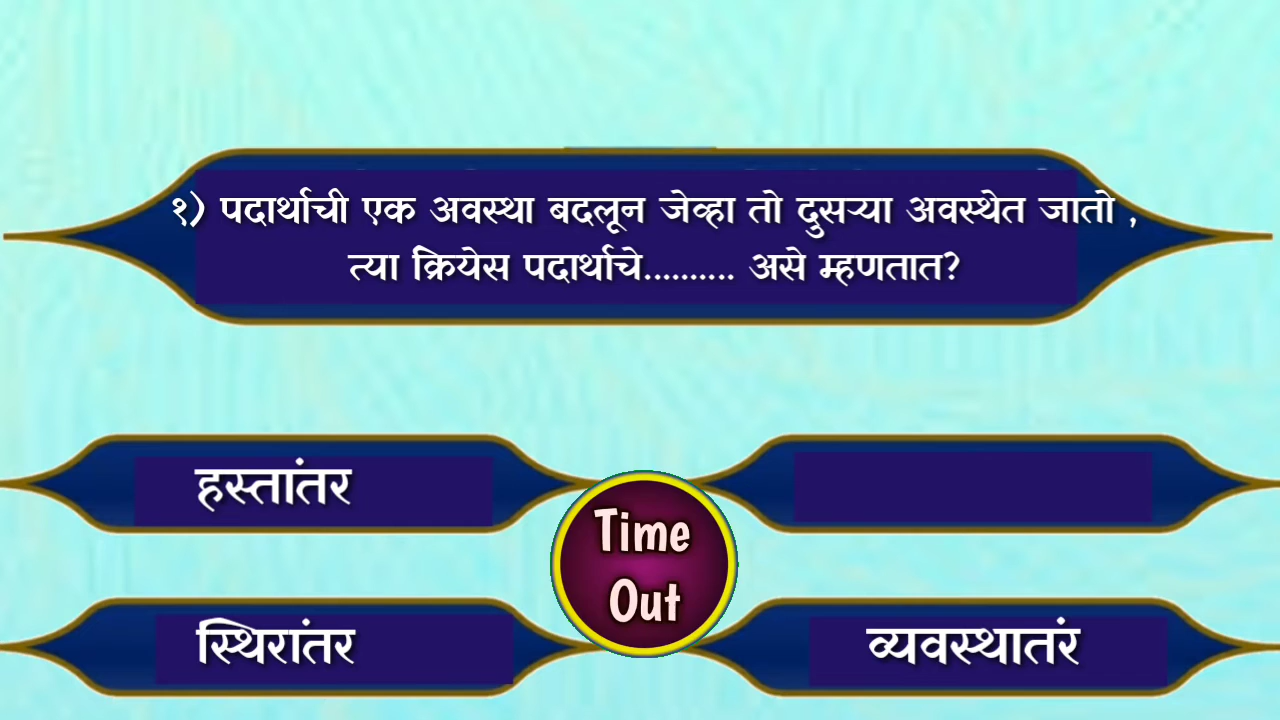 १) पदार्थाची एक अवस्था बदलून जेव्हा तो दुसऱ्या अवस्थेत जातो ,
त्या क्रियेस पदार्थाचे.......... असे म्हणतात?
हस्तांतर
स्थिरांतर
व्यवस्थातरं
Time
Out